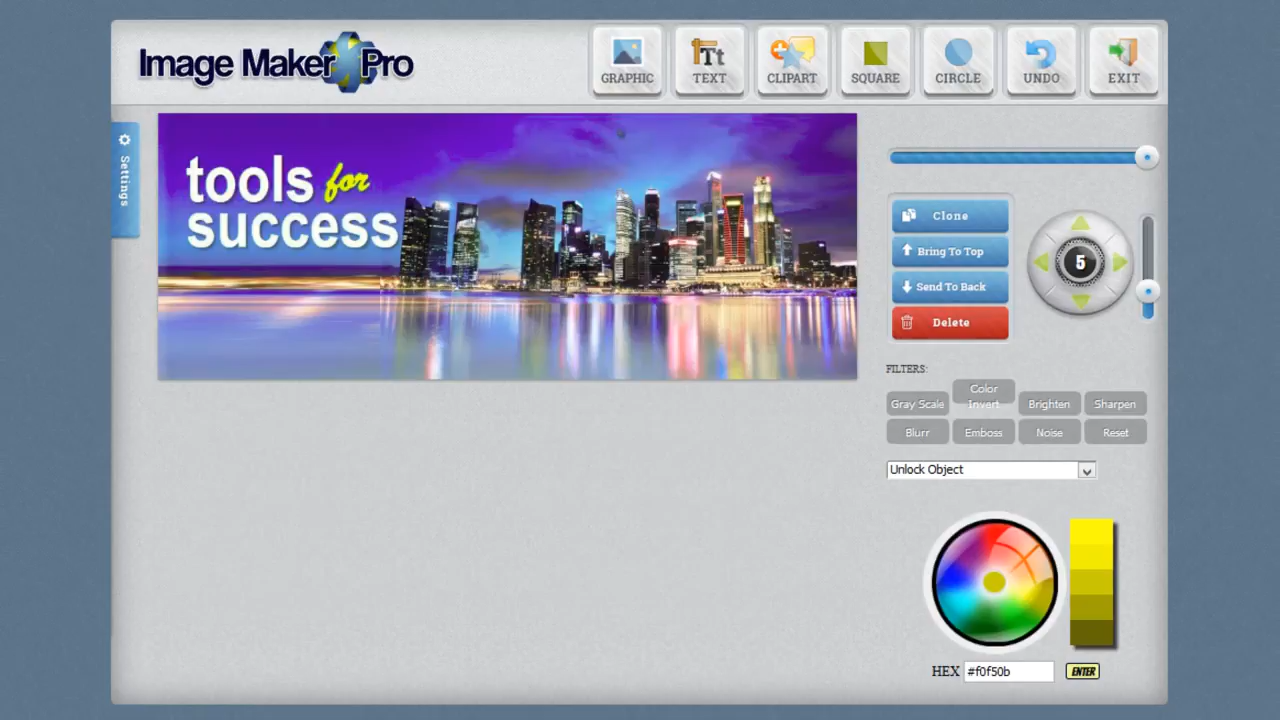 Image Maker Pro
GRAPHIC
TEXT
CLIPART
SQUARE
CIRCLE
UNDO
EXIT
Settings
tools for
success
Clone
Bring To Top
Send To Back
Delete
5
FILTERS:
Gray Scale
Color Invert
Brighten
Sharpen
Blurr
Emboss
Noise
Reset
Unlock Object
HEX #f0f50b ENTER